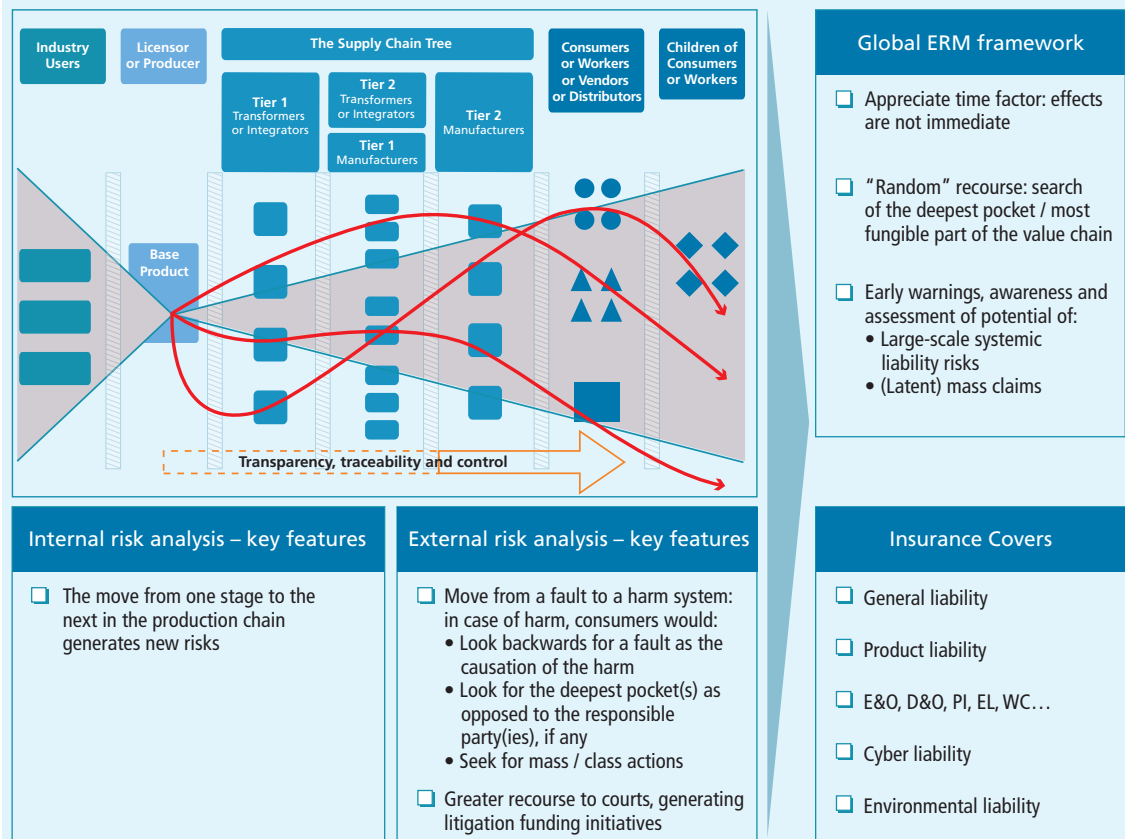 Industry
Users
Licensor
or Producer
The Supply Chain Tree
Tier 1
Transformers
or Integrators
Tier 2
Transformers
or Integrators
Tier 1
Manufacturers
Tier 2
Manufacturers
Consumers
or Workers
or Vendors
or Distributors
Children of
Consumers
or Workers
Base
Product
Transparency, traceability and control
Internal risk analysis – key features
The move from one stage to the
next in the production chain
generates new risks
External risk analysis – key features
Move from a fault to a harm system:
in case of harm, consumers would:
• Look backwards for a fault as the
causation of the harm
• Look for the deepest pocket(s) as
opposed to the responsible
party(ies), if any
• Seek for mass / class actions
Greater recourse to courts, generating
litigation funding initiatives
Global ERM framework
Appreciate time factor: effects
are not immediate
"Random" recourse: search
of the deepest pocket / most
fungible part of the value chain
Early warnings, awareness and
assessment of potential of:
• Large-scale systemic
liability risks
• (Latent) mass claims
Insurance Covers
General liability
Product liability
E&O, D&O, PI, EL, WC…
Cyber liability
Environmental liability